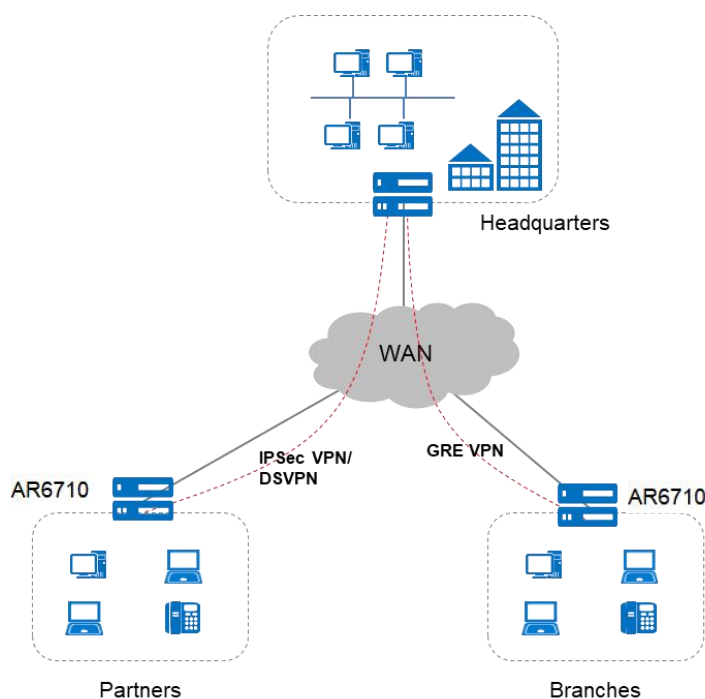 Headquarters
WAN
IPSec VPN/
DSVPN
GRE VPN
AR6710
AR6710
Partners
Branches